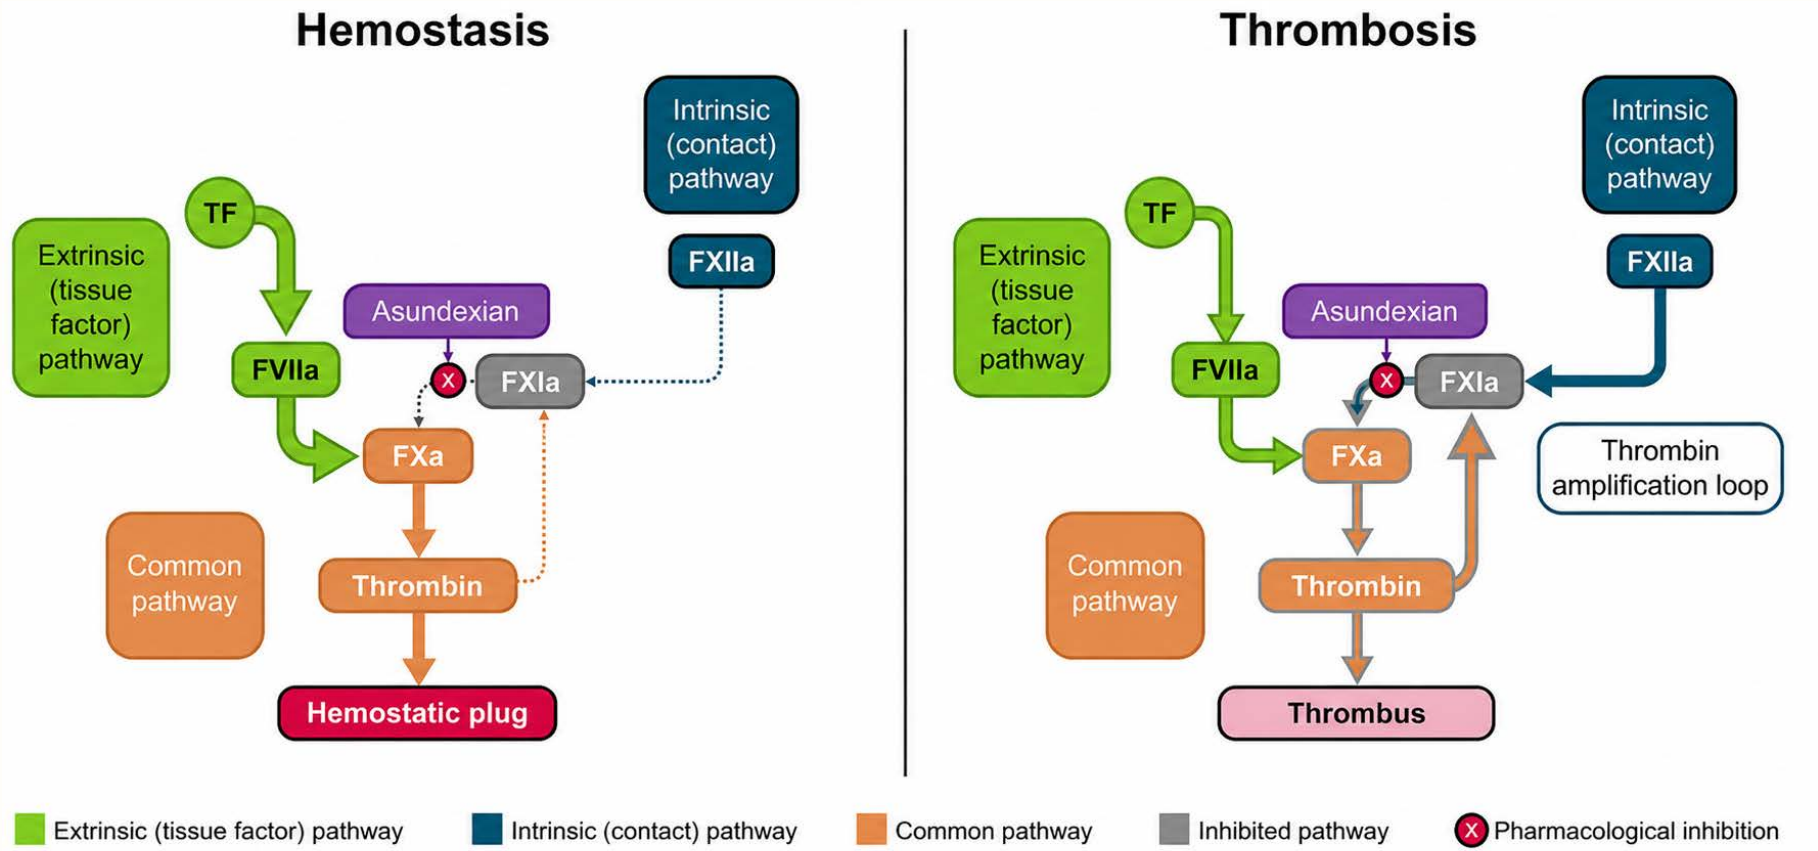 Hemostasis
Intrinsic
(contact)
pathway
TF
FXIIa
Extrinsic
(tissue
factor)
pathway
Asundexian
X
FVIIa
FXIa
FXa
Common
pathway
Thrombin
Hemostatic plug
Thrombosis
Intrinsic
(contact)
pathway
TF
FXIIa
Extrinsic
(tissue
factor)
pathway
Asundexian
X
FVIIa
FXIa
FXa
Thrombin
amplification loop
Common
pathway
Thrombin
Thrombus
Extrinsic (tissue factor) pathway
Intrinsic (contact) pathway
Common pathway
Inhibited pathway
X
Pharmacological inhibition